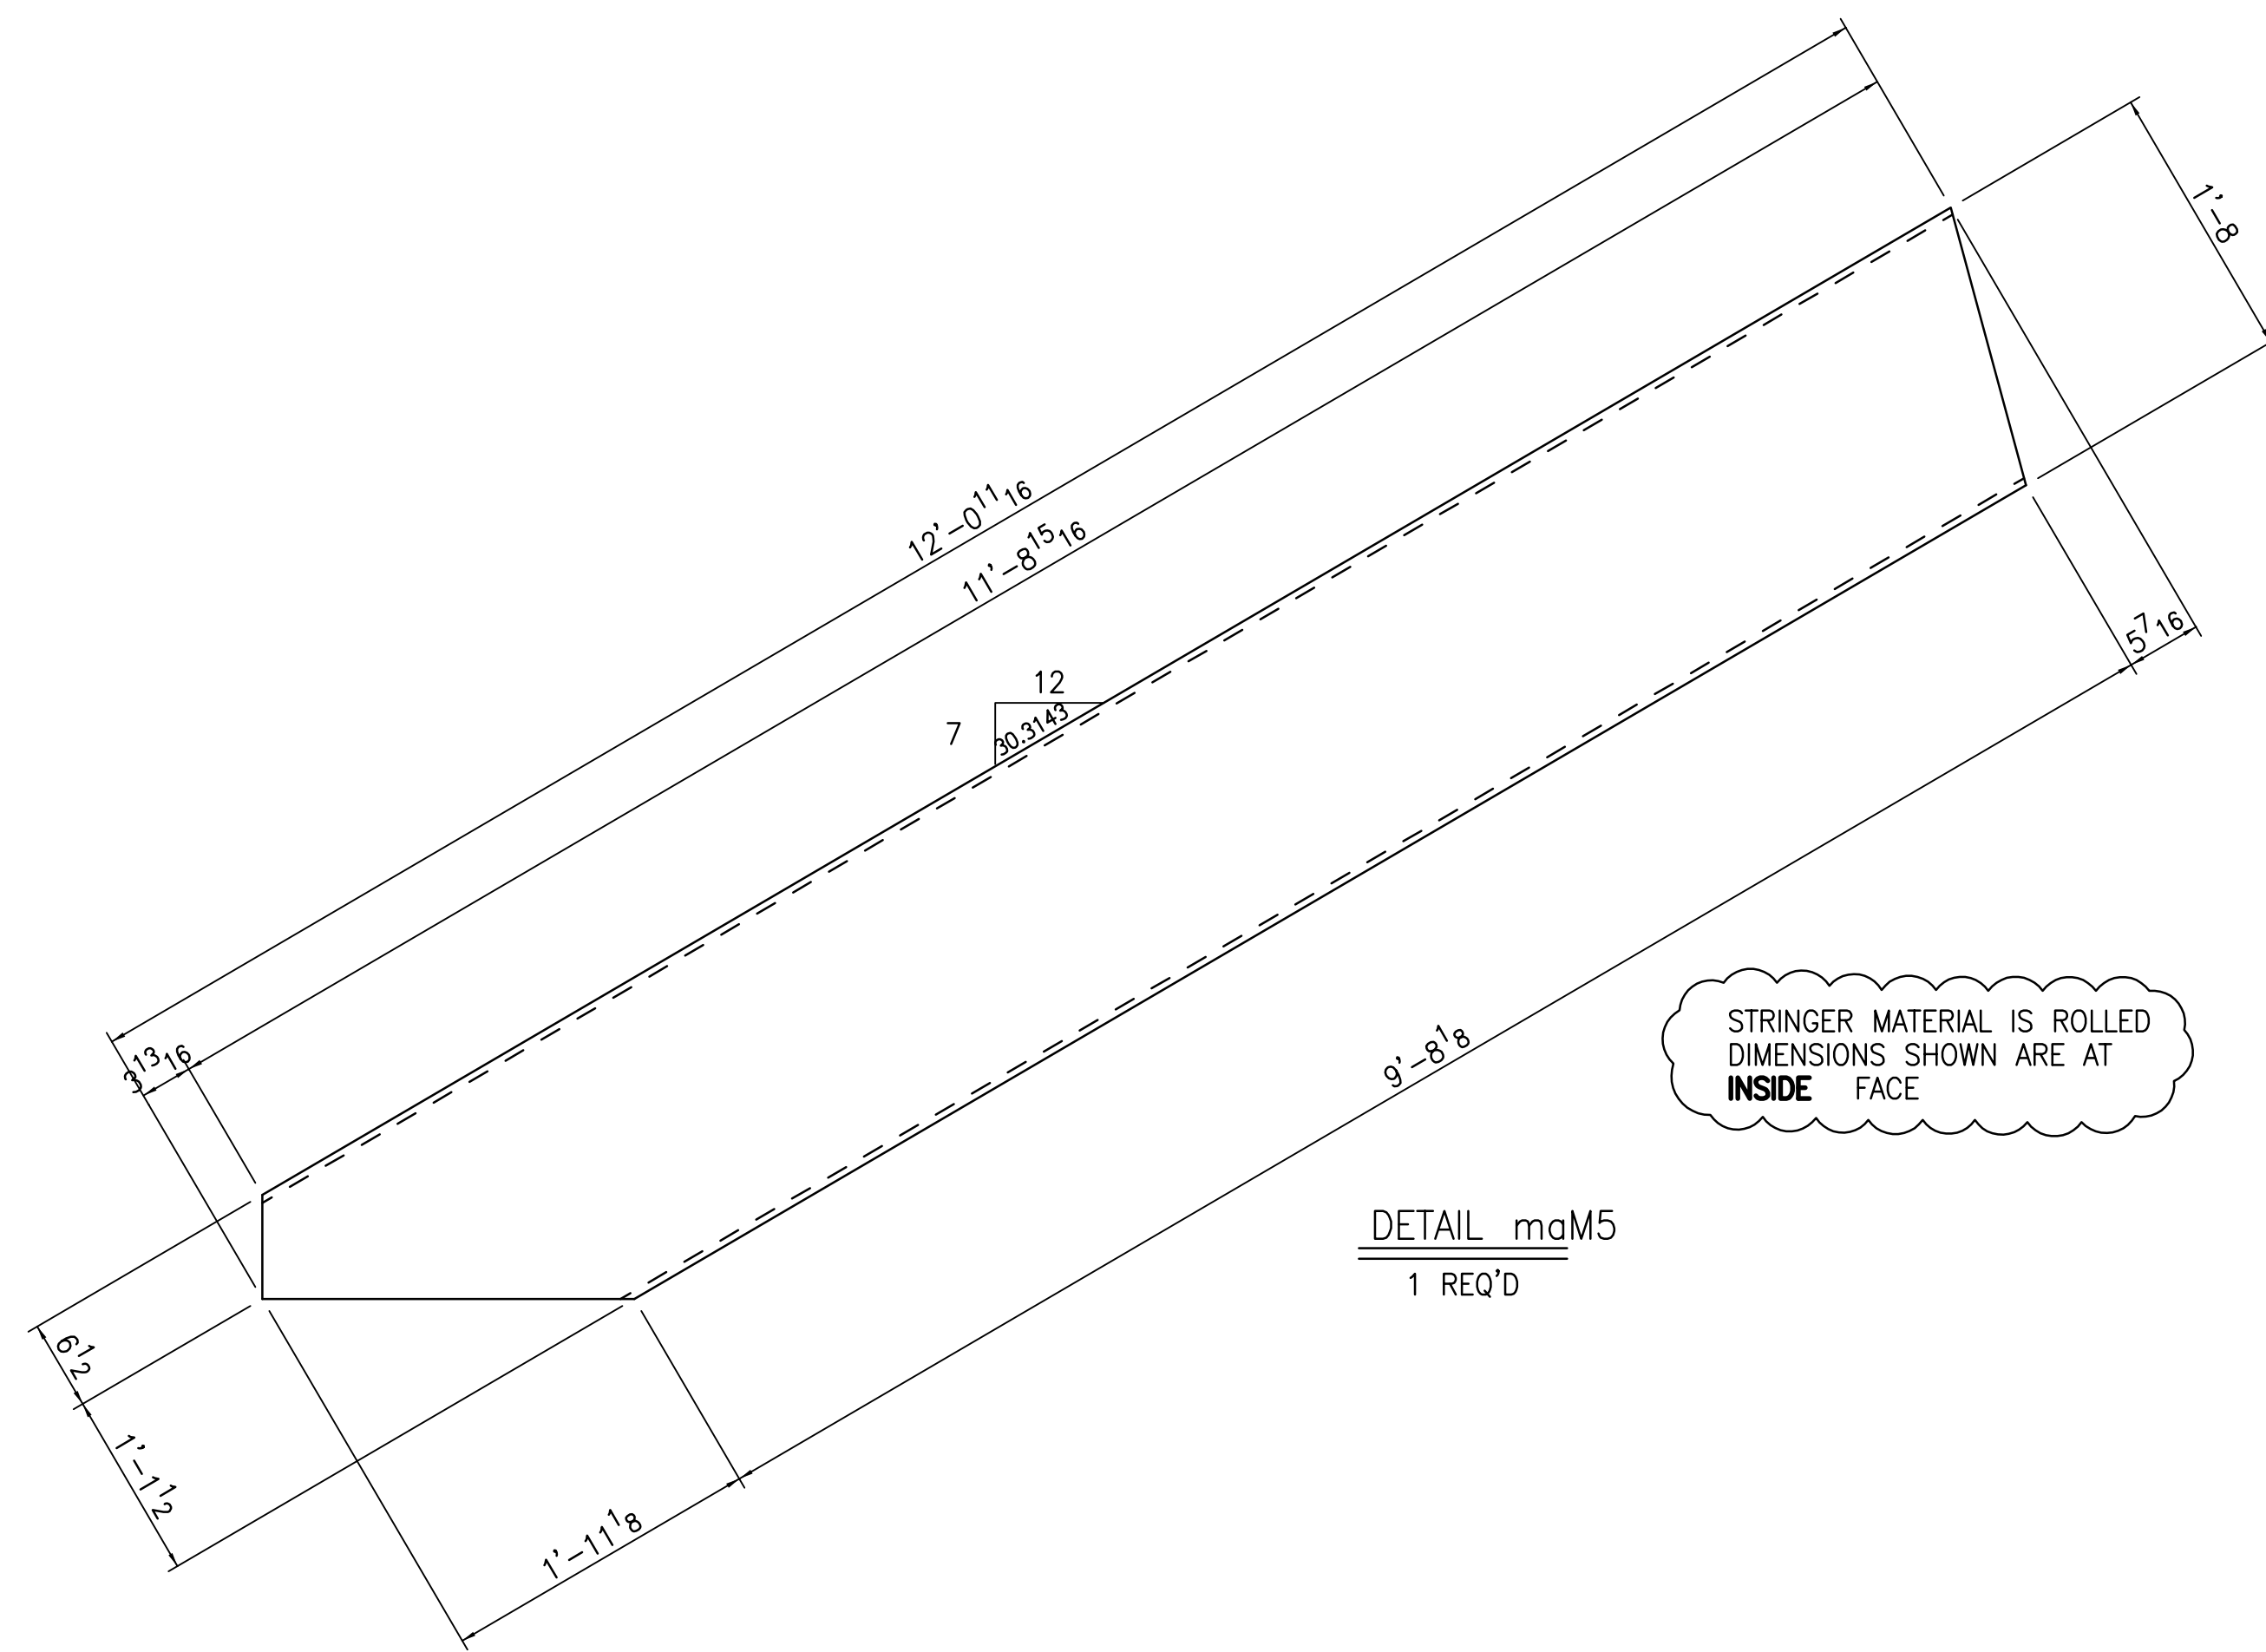 12'-0 11 16
11'-8 15 16
1'-8
12
7
30.3143
5 7 16
3 13 16
9'-8 1 8
STRINGER MATERIAL IS ROLLED
DIMENSIONS SHOWN ARE AT
INSIDE FACE
DETAIL maM5
1 REQ'D
6 1 2
1'-1 1 2
1'-11 1 8